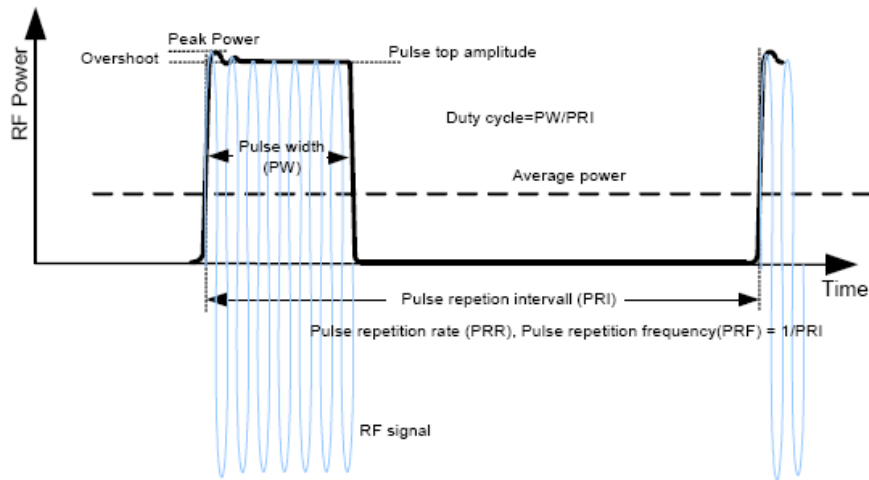 Peak Power
Overshoot
Pulse top amplitude
RF Power
Duty cycle=PW/PRI
Pulse width
(PW)
Average power
Time
Pulse repetion intervall (PRI)
Pulse repetition rate (PRR), Pulse repetition frequency(PRF) = 1/PRI
RF signal